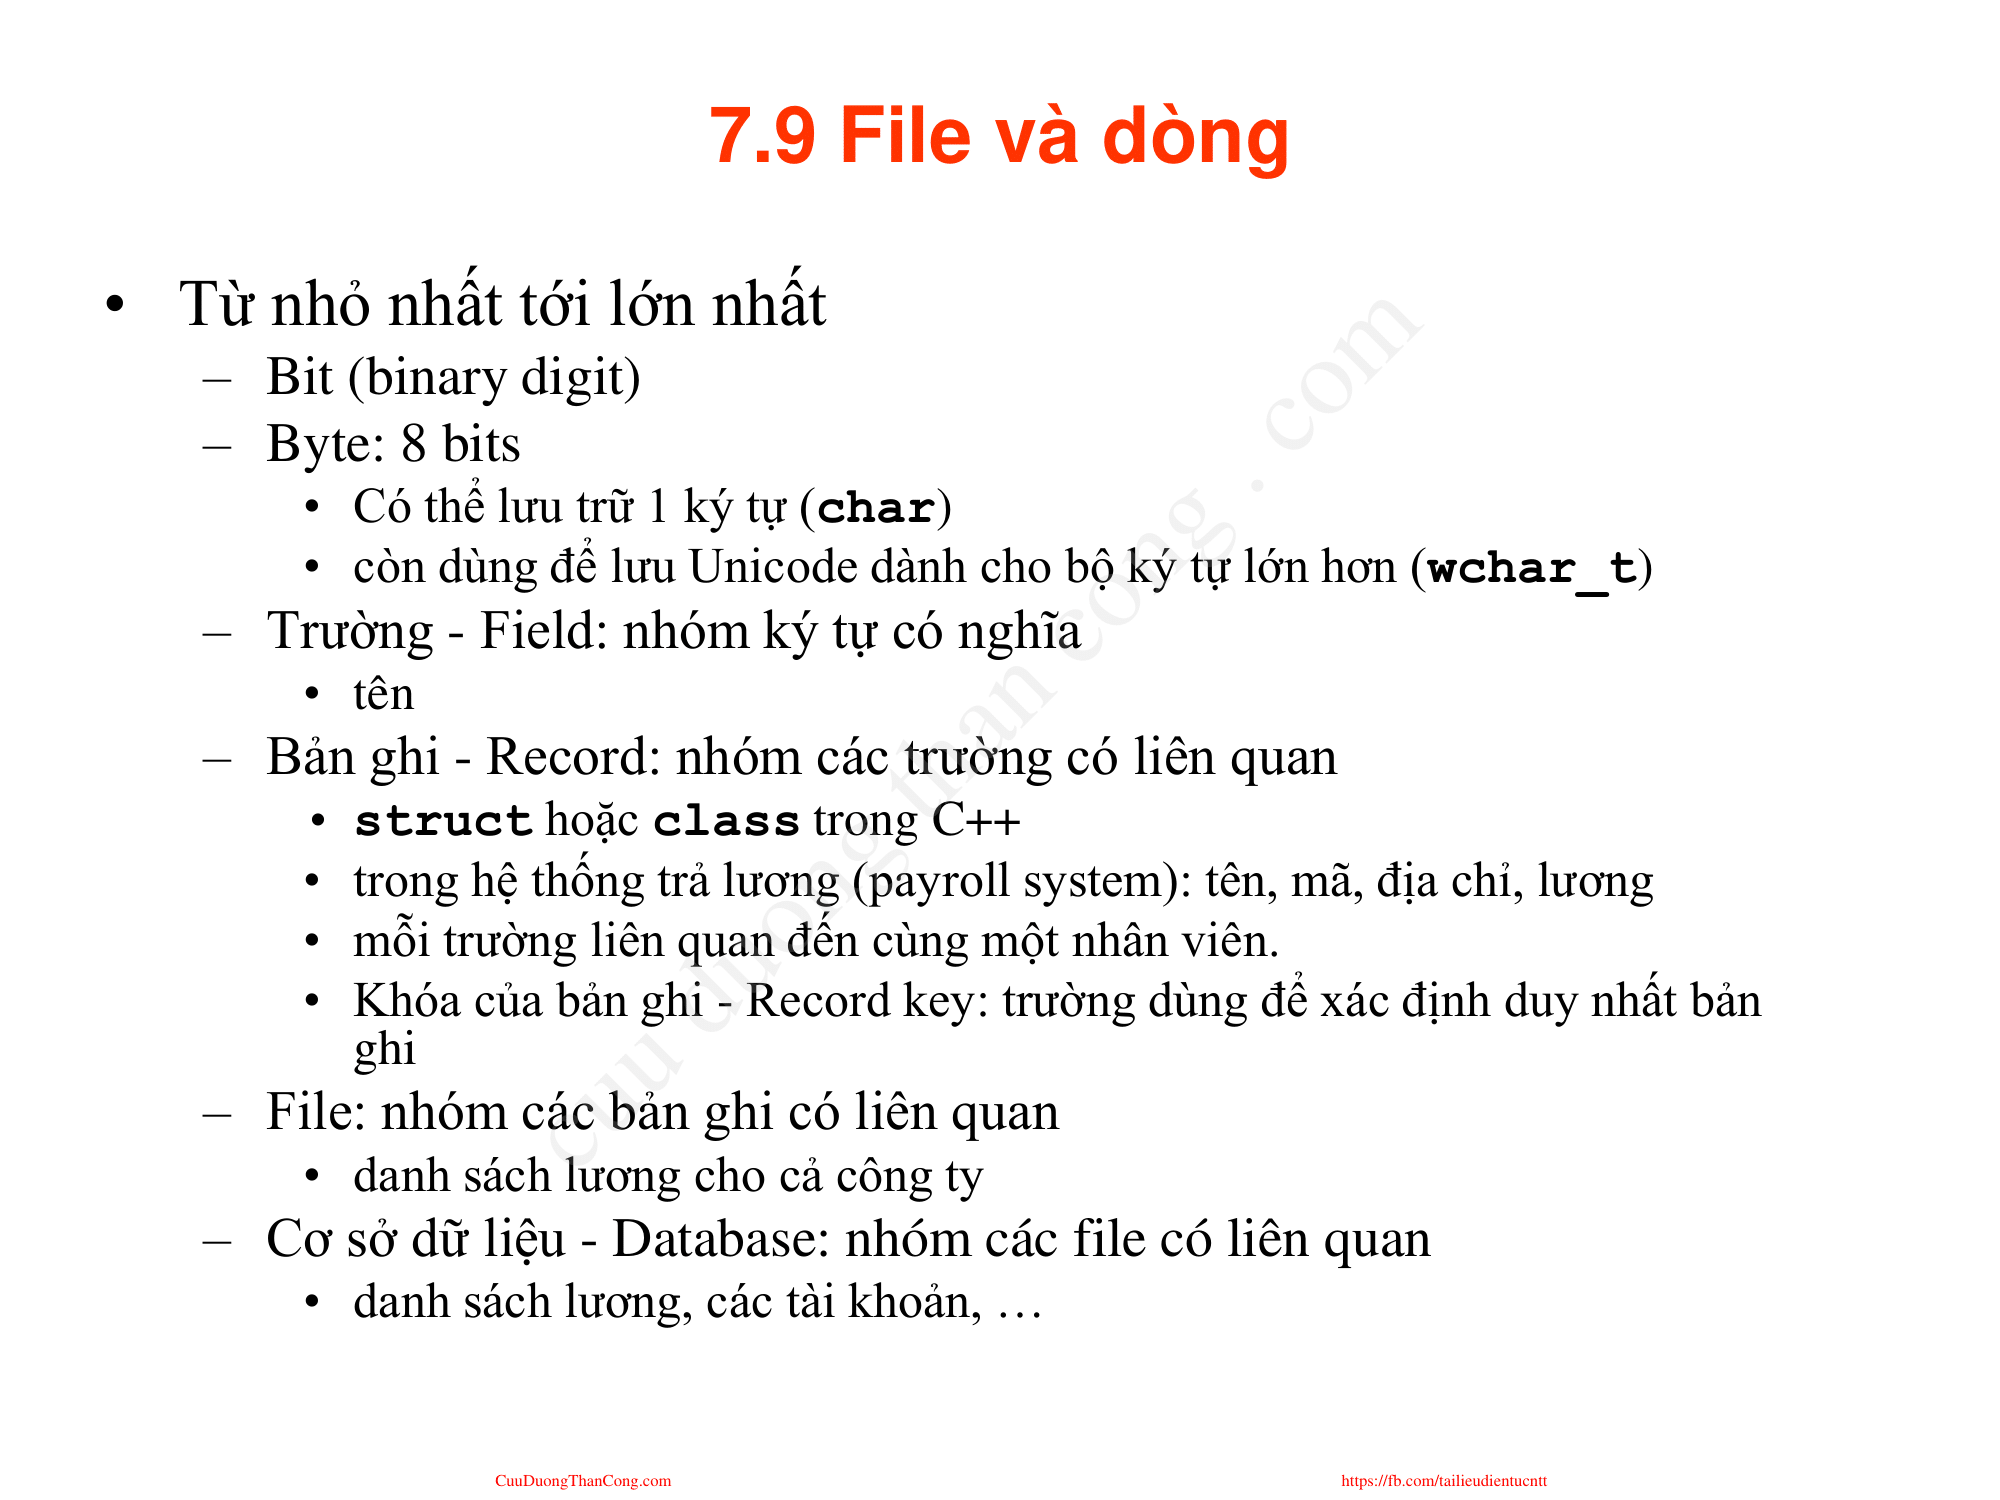 7.9 File và dòng
• Từ nhỏ nhất tới lớn nhất
– Bit (binary digit)
– Byte: 8 bits
• Có thể lưu trữ 1 ký tự (char)
• còn dùng để lưu Unicode dành cho bộ ký tự lớn hơn (wchar_t)
– Trường - Field: nhóm ký tự có nghĩa
• tên
– Bản ghi - Record: nhóm các trường có liên quan
• struct hoặc class trong C++
• trong hệ thống trả lương (payroll system): tên, mã, địa chỉ, lương
• mỗi trường liên quan đến cùng một nhân viên.
• Khóa của bản ghi - Record key: trường dùng để xác định duy nhất bản
ghi
– File: nhóm các bản ghi có liên quan
• danh sách lương cho cả công ty
– Cơ sở dữ liệu - Database: nhóm các file có liên quan
• danh sách lương, các tài khoản, …
cuu duong than cong . com
CuuDuongThanCong.com
https://fb.com/tailieudientucntt